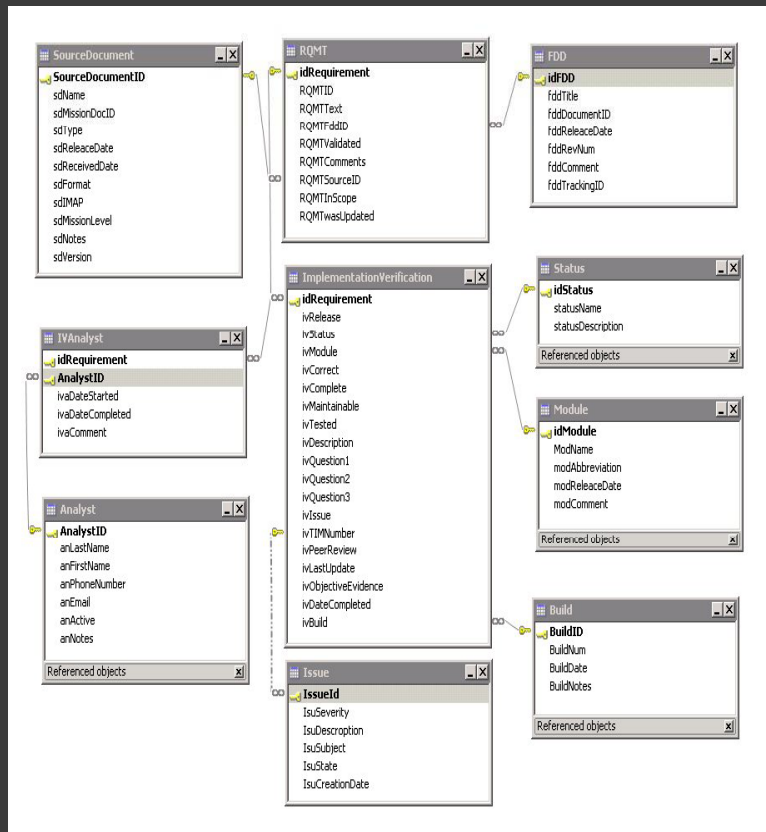 SourceDocument
SourceDocumentID
sdName
sdMissionDocID
sdType
sdReleaceDate
sdReceivedDate
sdFormat
sdIMAP
sdMissionLevel
sdNotes
sdVersion
RQMT
idRequirement
RQMTID
RQMTText
RQMTFddID
RQMTValidated
RQMTComments
RQMTSourceID
RQMTInScope
RQMTwasUpdated
FDD
idFDD
fddTitle
fddDocumentID
fddReleaceDate
fddRevNum
fddComment
fddTrackingID
ImplementationVerification
idRequirement
ivRelease
ivStatus
ivModule
ivCorrect
ivComplete
ivMaintainable
ivTested
ivDescription
ivQuestion1
ivQuestion2
ivQuestion3
ivIssue
ivTIMNumber
ivPeerReview
ivLastUpdate
ivObjectiveEvidence
ivDateCompleted
ivBuild
Status
idStatus
statusName
statusDescription
Referenced objects
IVAnalyst
idRequirement
AnalystID
ivaDateStarted
ivaDateCompleted
ivaComment
Module
idModule
ModName
modAbbreviation
modReleaceDate
modComment
Referenced objects
Analyst
AnalystID
anLastName
anFirstName
anPhoneNumber
anEmail
anActive
anNotes
Referenced objects
Build
BuildID
BuildNum
BuildDate
BuildNotes
Referenced objects
Issue
IssueId
IsuSeverity
IsuDescroption
IsuSubject
IsuState
IsuCreationDate